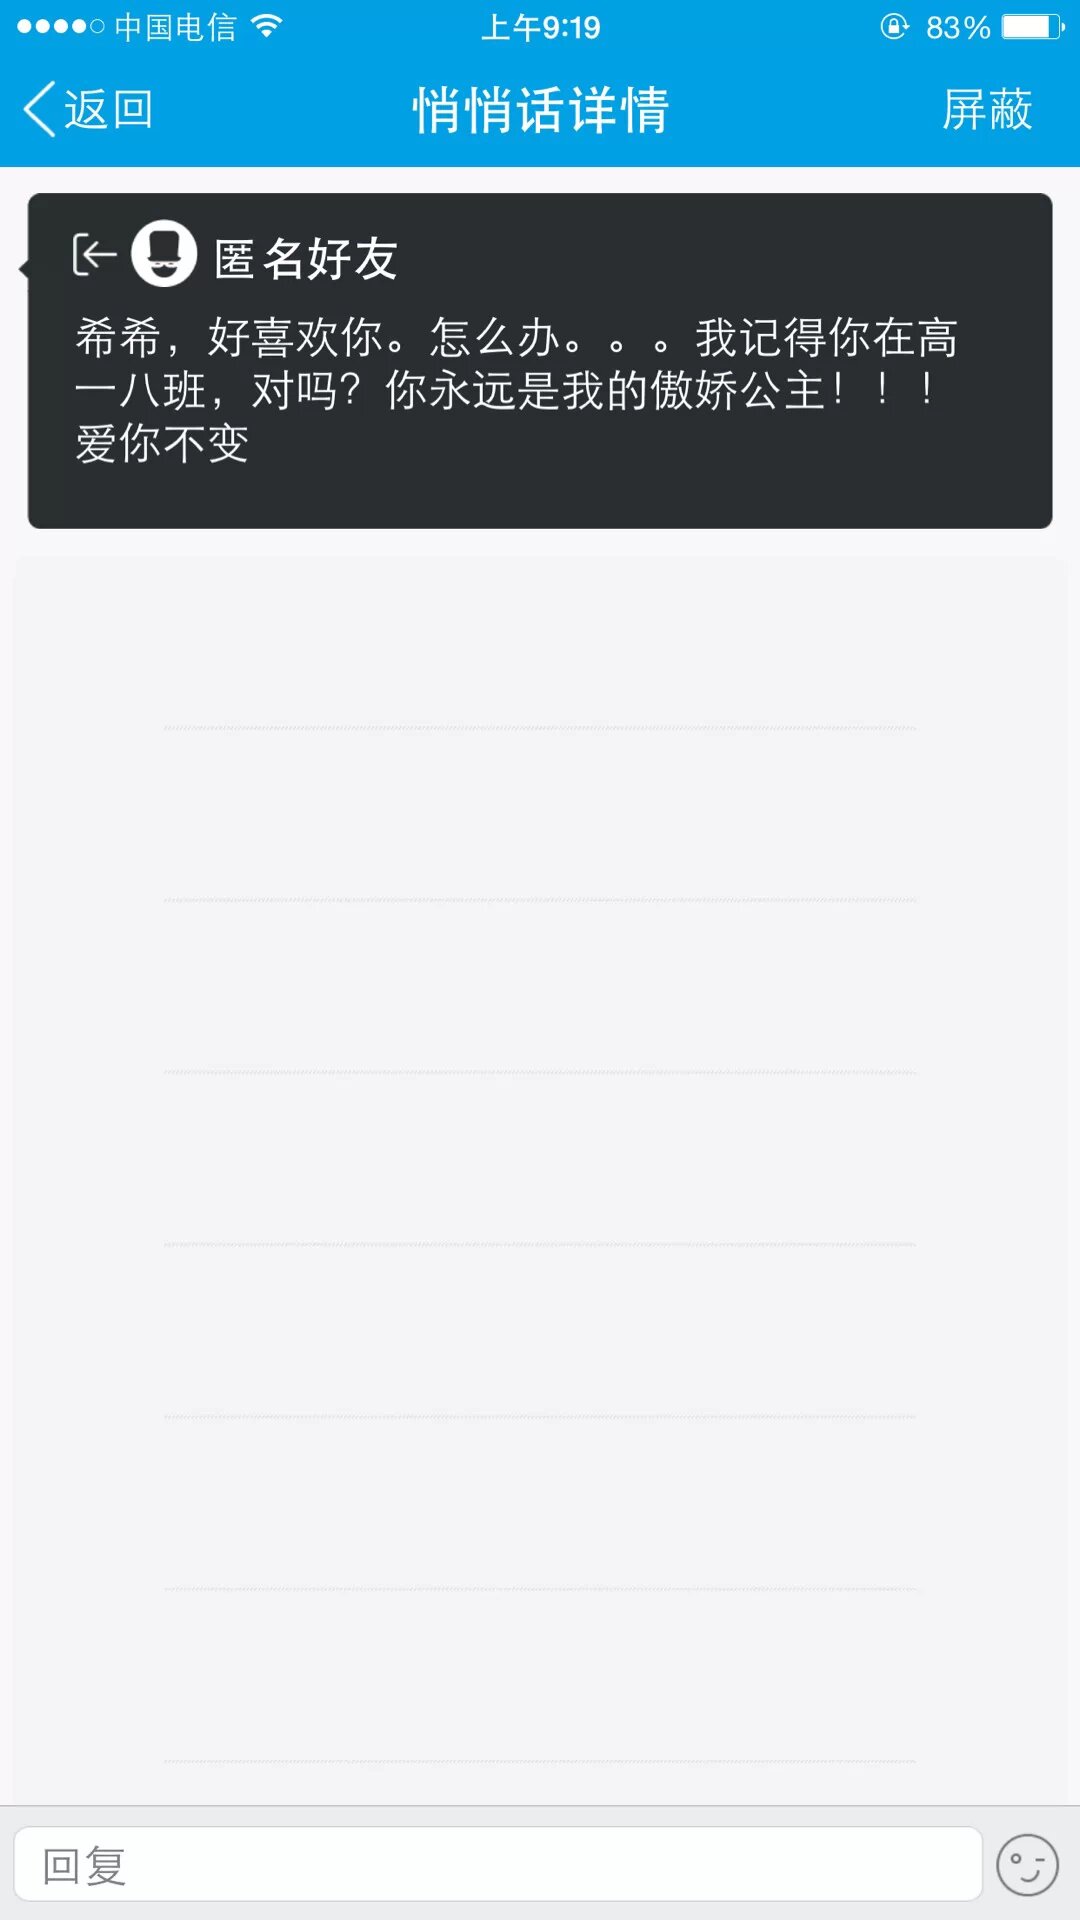 中国电信 上午9:19 83%
返回 悄悄话详情 屏蔽
匿名好友
希希，好喜欢你。怎么办。。。我记得你在高
一八班，对吗？你永远是我的傲娇公主！！！
爱你不变
回复